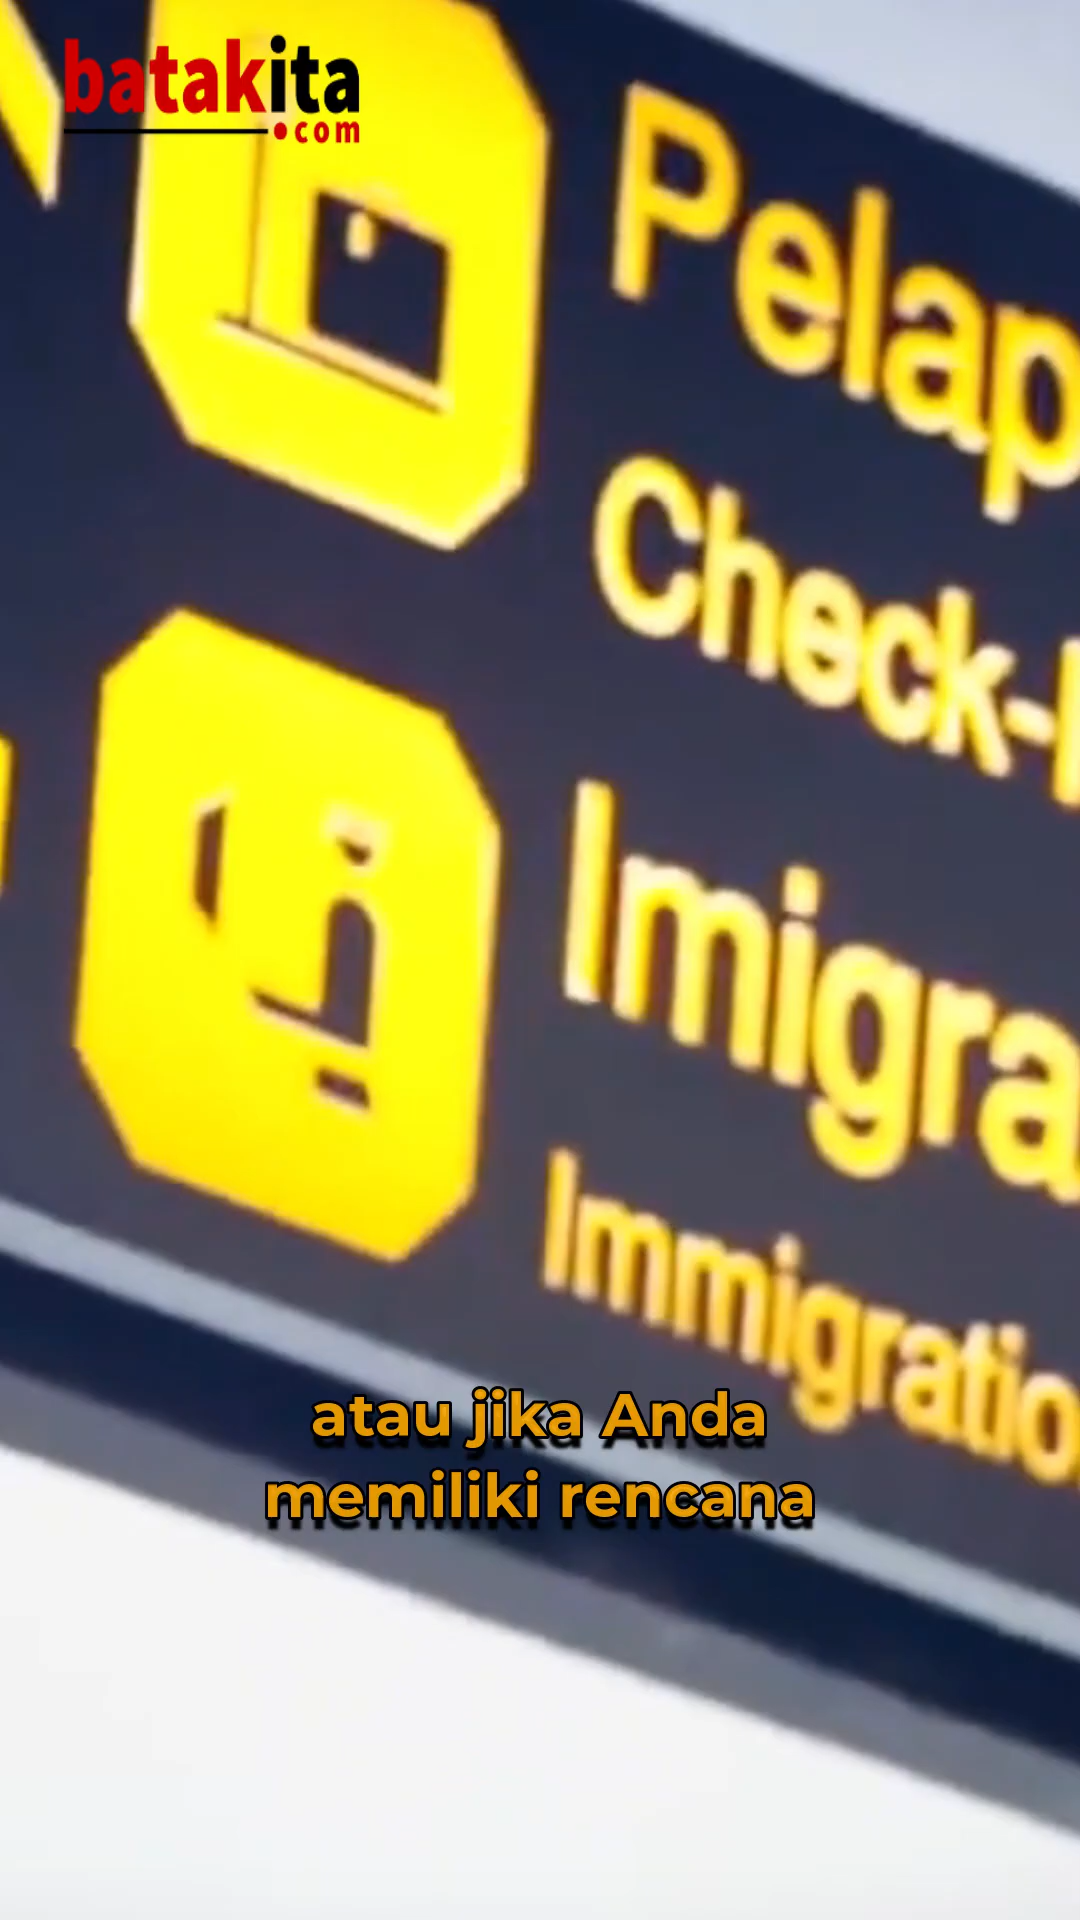 batakita
.com
Pelap
Check-I
Imigra
Immigratio
atau jika Anda
memiliki rencana